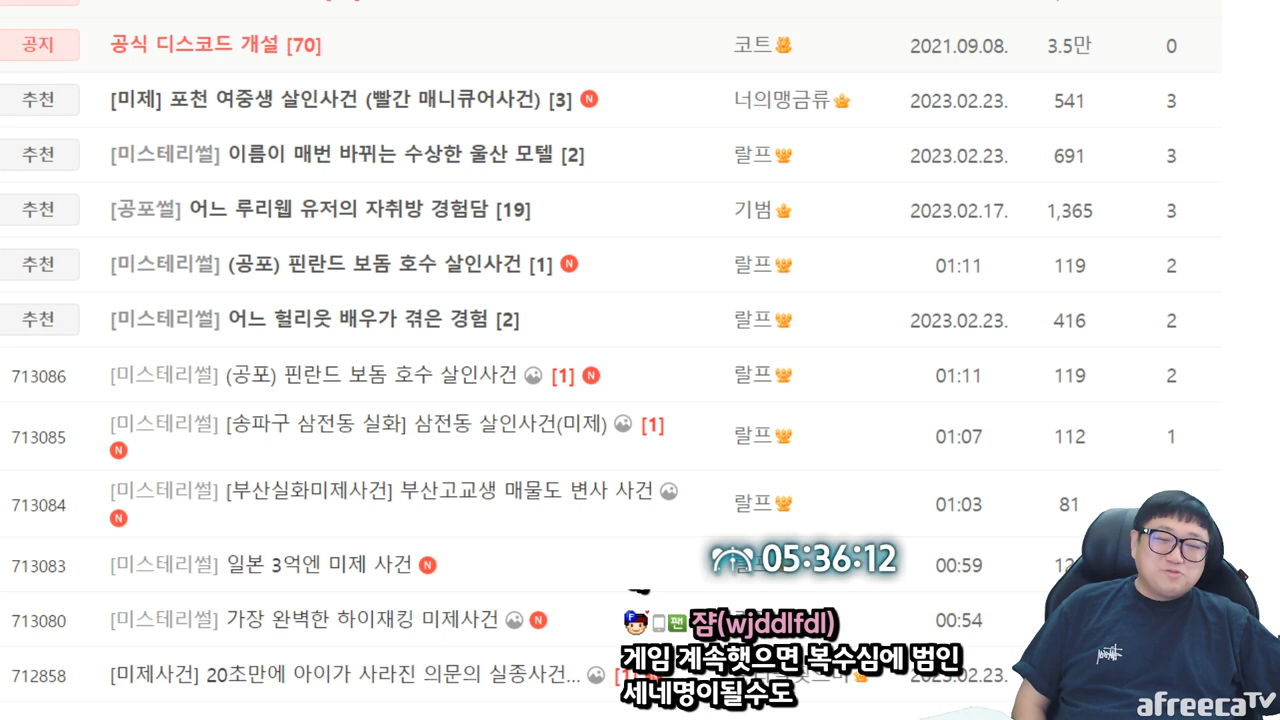 공지 공식 디스코드 개설 [70] 코트 2021.09.08. 3.5만 0
추천 [미제] 포천 여중생 살인사건 (빨간 매니큐어사건) [3] N 너의맹금류 2023.02.23. 541 3
추천 [미스테리썰] 이름이 매번 바뀌는 수상한 울산 모텔 [2] 랄프 2023.02.23. 691 3
추천 [공포썰] 어느 루리웹 유저의 자취방 경험담 [19] 기범 2023.02.17. 1,365 3
추천 [미스테리썰] (공포) 핀란드 보돔 호수 살인사건 [1] N 랄프 01:11 119 2
추천 [미스테리썰] 어느 헐리웃 배우가 겪은 경험 [2] 랄프 2023.02.23. 416 2
713086 [미스테리썰] (공포) 핀란드 보돔 호수 살인사건 [1] N 랄프 01:11 119 2
713085 [미스테리썰] [송파구 삼전동 실화] 삼전동 살인사건(미제) [1] 랄프 01:07 112 1
N
713084 [미스테리썰] [부산실화미제사건] 부산고교생 매물도 변사 사건 랄프 01:03 81
N
713083 [미스테리썰] 일본 3억엔 미제 사건 N 00:59
05:36:12
713080 [미스테리썰] 가장 완벽한 하이재킹 미제사건 N 00:54
712858 [미제사건] 20초만에 아이가 사라진 의문의 실종사건... 2023.02.23.
F 팬 쟘(wjddlfdl)
게임 계속햇으면 복수심에 범인
세네명이될수도
afreecaTV